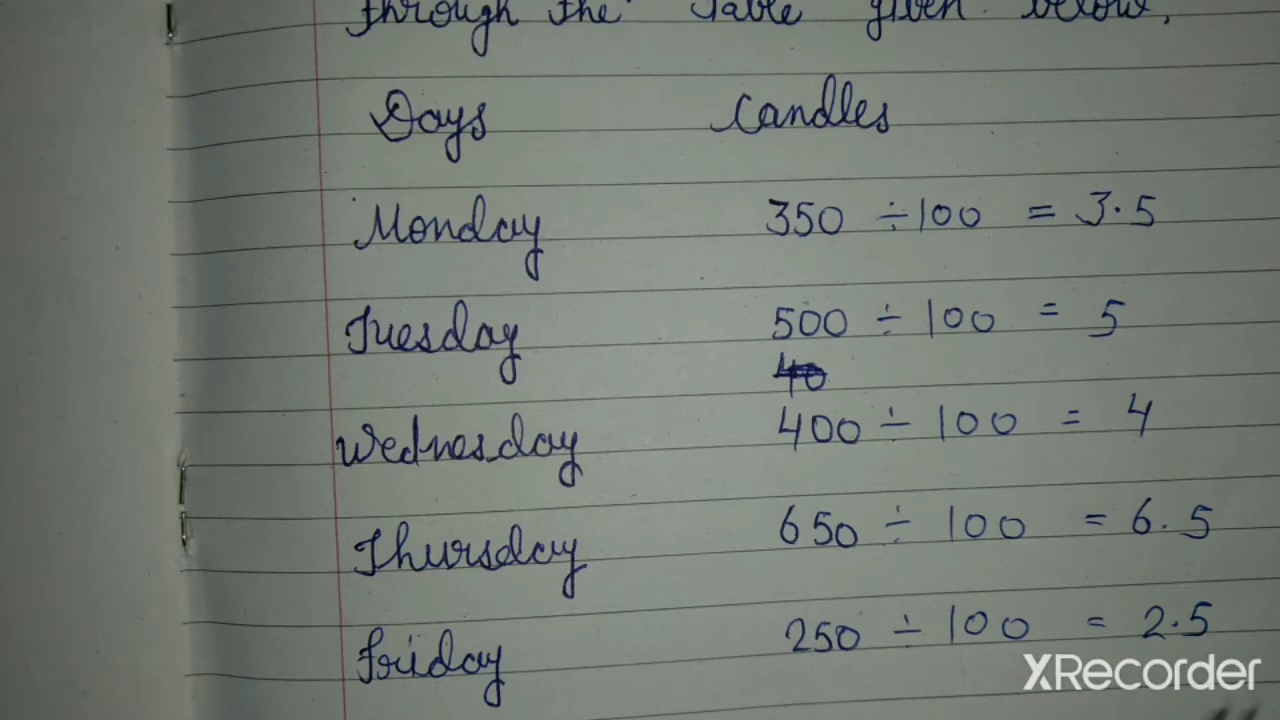 through the Table given below,
Days Candles
Monday 350 ÷ 100 = 3.5
Tuesday 500 ÷ 100 = 5
40
Wednesday 400 ÷ 100 = 4
Thursday 650 ÷ 100 = 6.5
Friday 250 ÷ 100 = 2.5
XRecorder